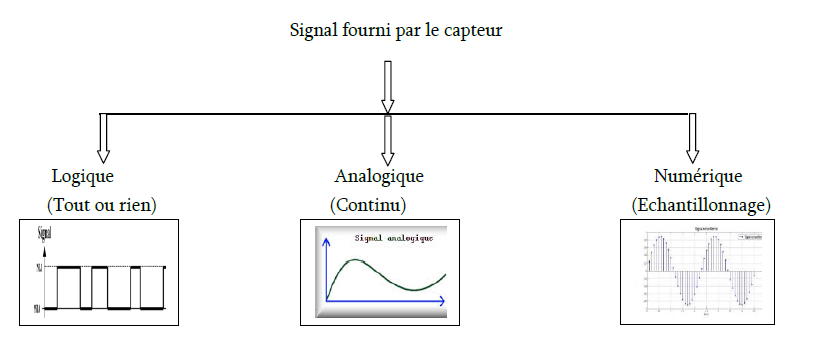 Signal fourni par le capteur
Logique
(Tout ou rien)
Analogique
(Continu)
Numérique
(Echantillonnage)
Signal
Signal analogique